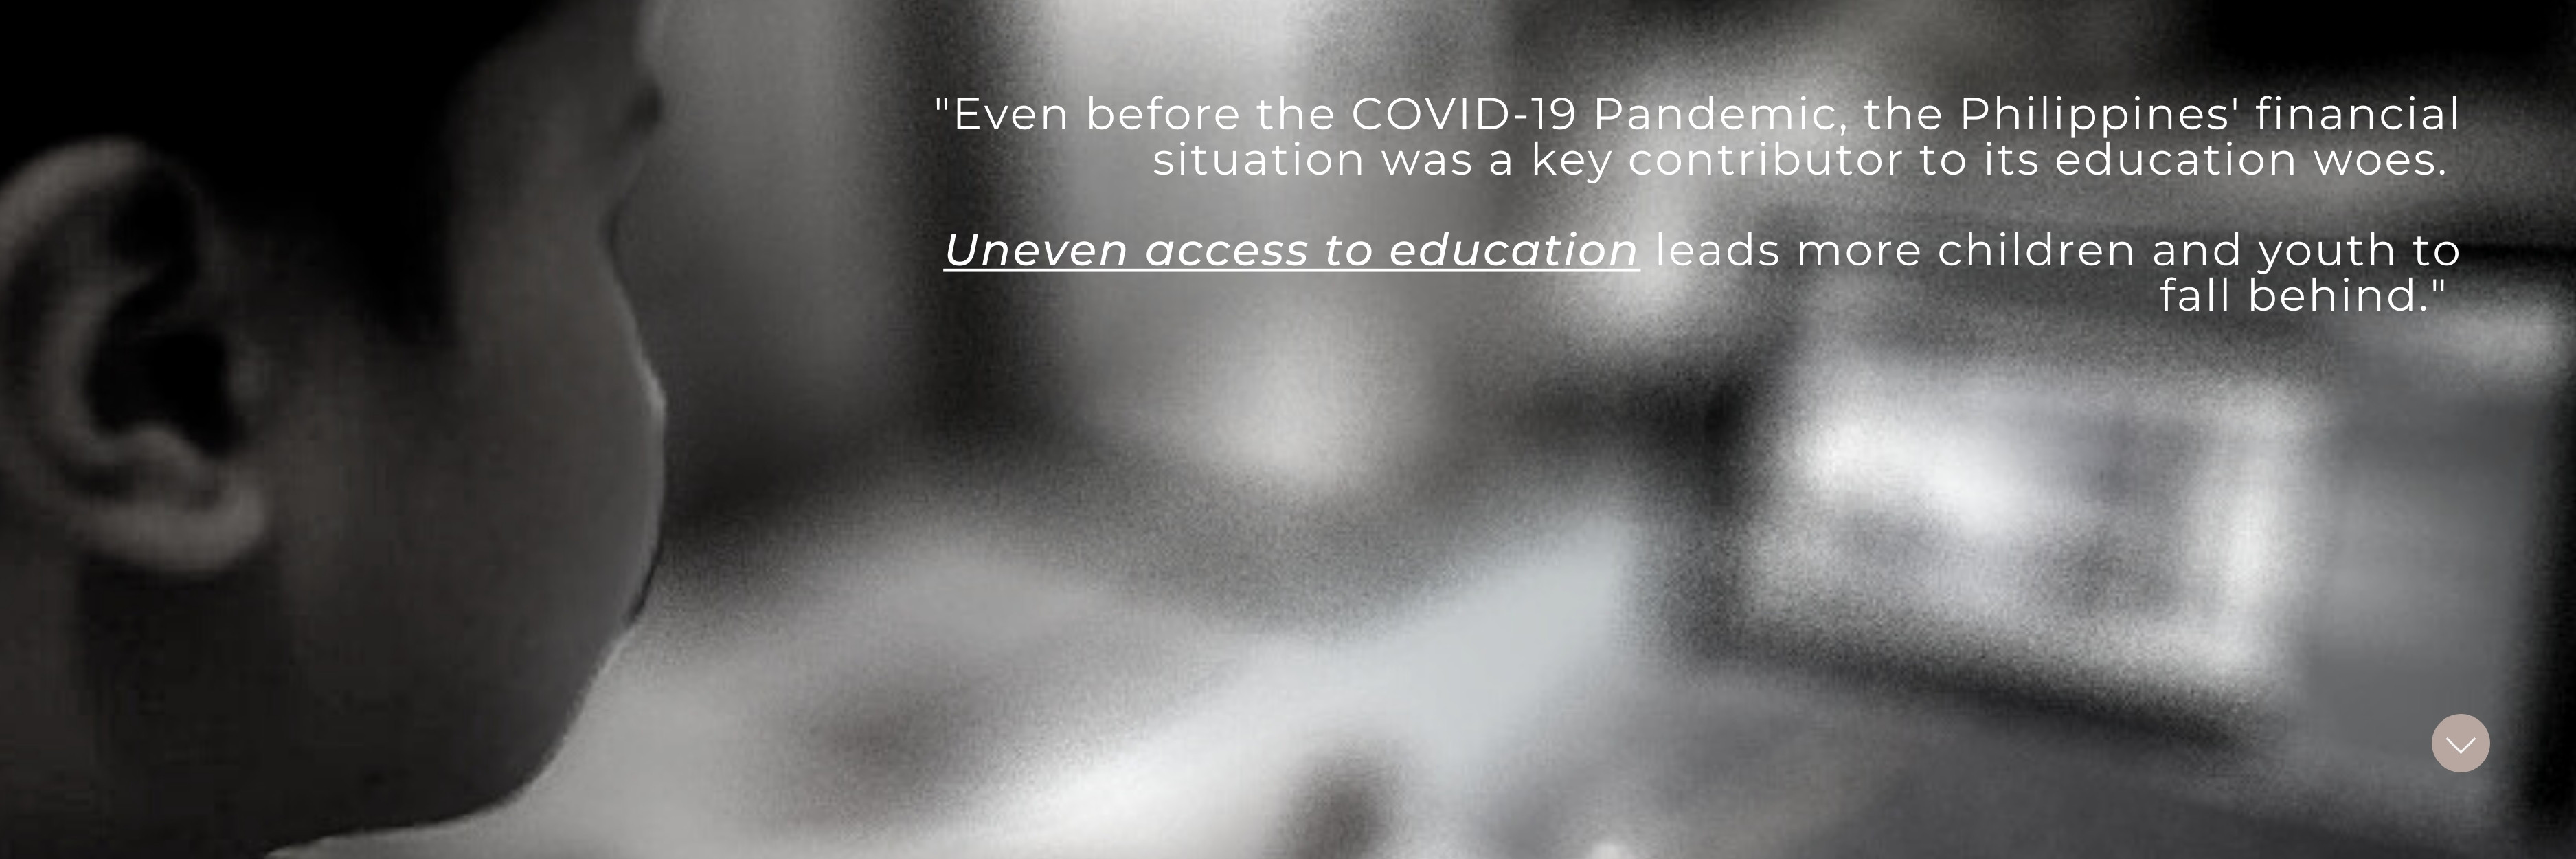 "Even before the COVID-19 Pandemic, the Philippines' financial
situation was a key contributor to its education woes.
Uneven access to education leads more children and youth to
fall behind."